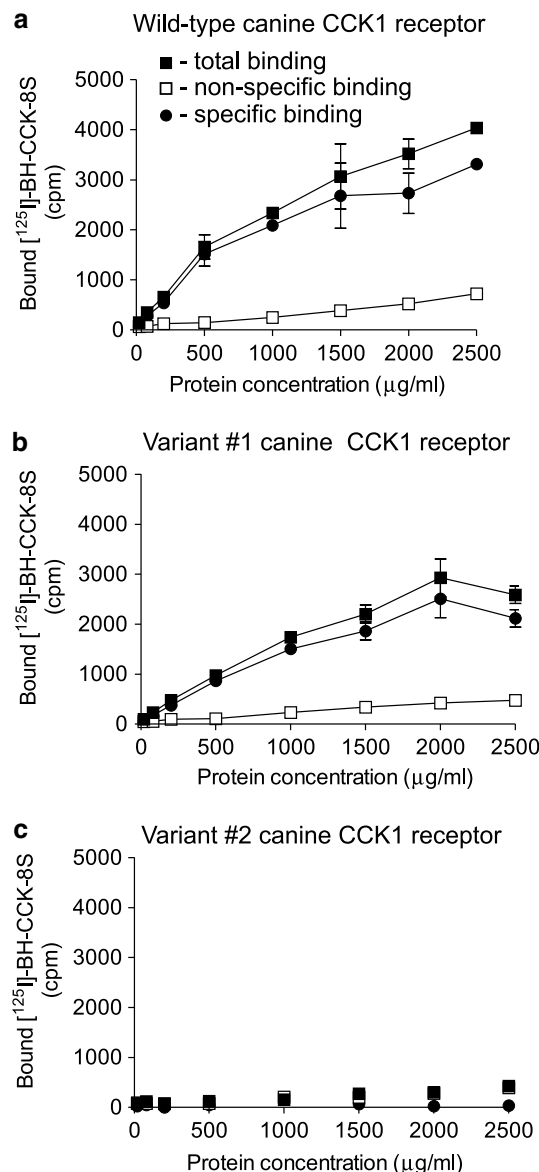 a
Wild-type canine CCK1 receptor
■ - total binding
□ - non-specific binding
● - specific binding
Bound [125I]-BH-CCK-8S
(cpm)
5000
4000
3000
2000
1000
0
0 500 1000 1500 2000 2500
Protein concentration (µg/ml)
b
Variant #1 canine CCK1 receptor
Bound [125I]-BH-CCK-8S
(cpm)
5000
4000
3000
2000
1000
0
0 500 1000 1500 2000 2500
Protein concentration (µg/ml)
c
Variant #2 canine CCK1 receptor
Bound [125I]-BH-CCK-8S
(cpm)
5000
4000
3000
2000
1000
0
0 500 1000 1500 2000 2500
Protein concentration (µg/ml)